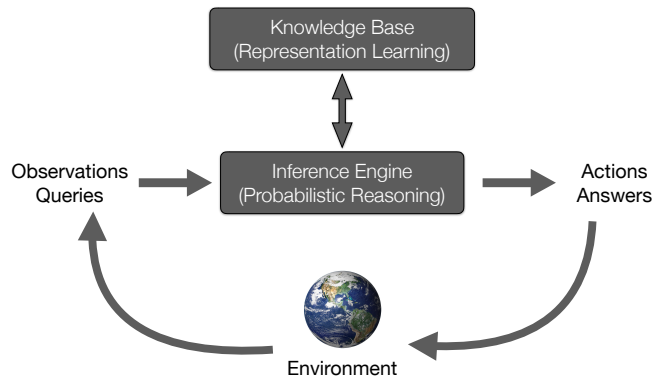 Knowledge Base
(Representation Learning)
Observations
Queries
Inference Engine
(Probabilistic Reasoning)
Actions
Answers
Environment